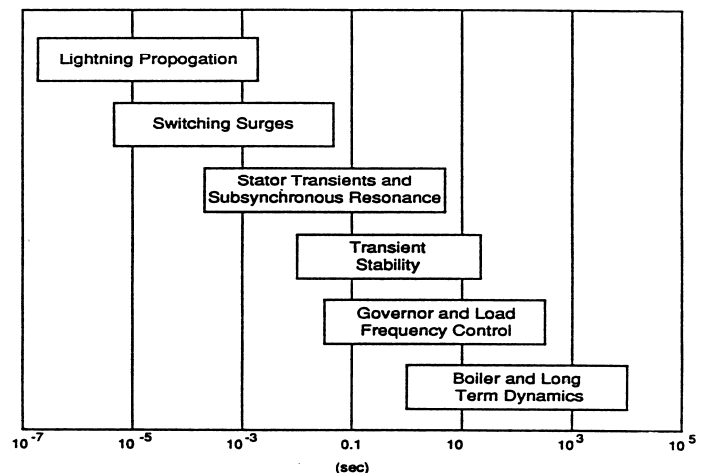 Lightning Propogation
Switching Surges
Stator Transients and
Subsynchronous Resonance
Transient
Stability
Governor and Load
Frequency Control
Boiler and Long
Term Dynamics
10⁻⁷ 10⁻⁵ 10⁻³ 0.1 10 10³ 10⁵
(sec)